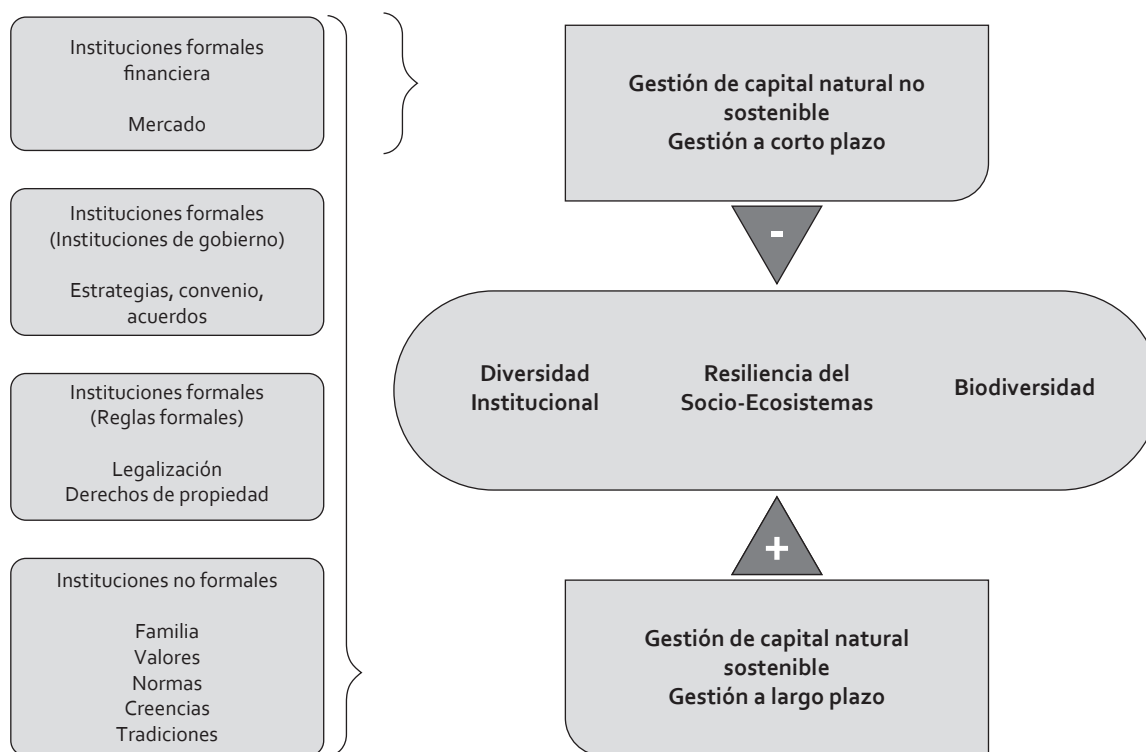 Instituciones formales
financiera
Mercado
Instituciones formales
(Instituciones de gobierno)
Estrategias, convenio,
acuerdos
Instituciones formales
(Reglas formales)
Legalización
Derechos de propiedad
Instituciones no formales
Familia
Valores
Normas
Creencias
Tradiciones
Gestión de capital natural no
sostenible
Gestión a corto plazo
-
Diversidad
Institucional
Resiliencia del
Socio-Ecosistemas
Biodiversidad
+
Gestión de capital natural
sostenible
Gestión a largo plazo